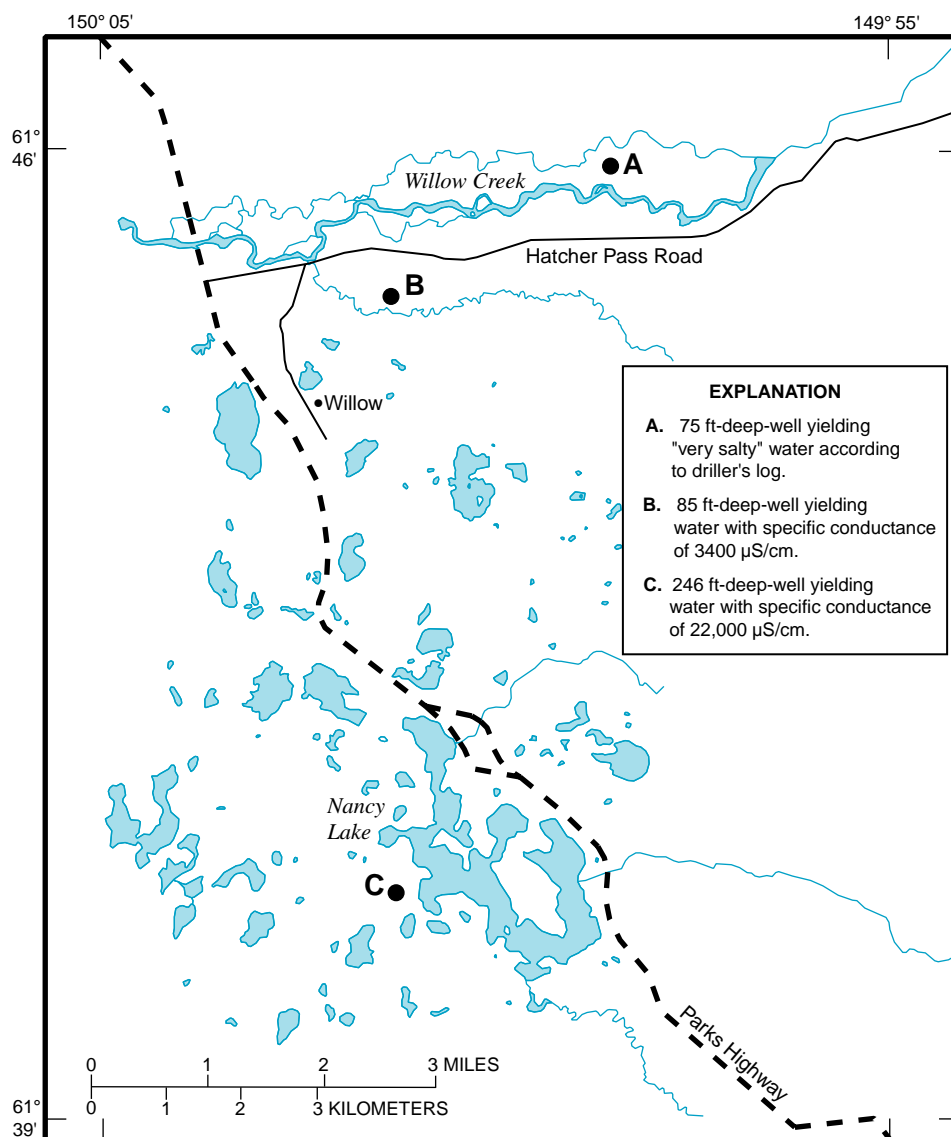 150° 05'
149° 55'
61°
46'
A
Willow Creek
Hatcher Pass Road
B
Willow
EXPLANATION
A. 75 ft-deep-well yielding
"very salty" water according
to driller's log.
B. 85 ft-deep-well yielding
water with specific conductance
of 3400 µS/cm.
C. 246 ft-deep-well yielding
water with specific conductance
of 22,000 µS/cm.
Nancy
Lake
C
Parks Highway
0 1 2 3 MILES
0 1 2 3 KILOMETERS
61°
39'